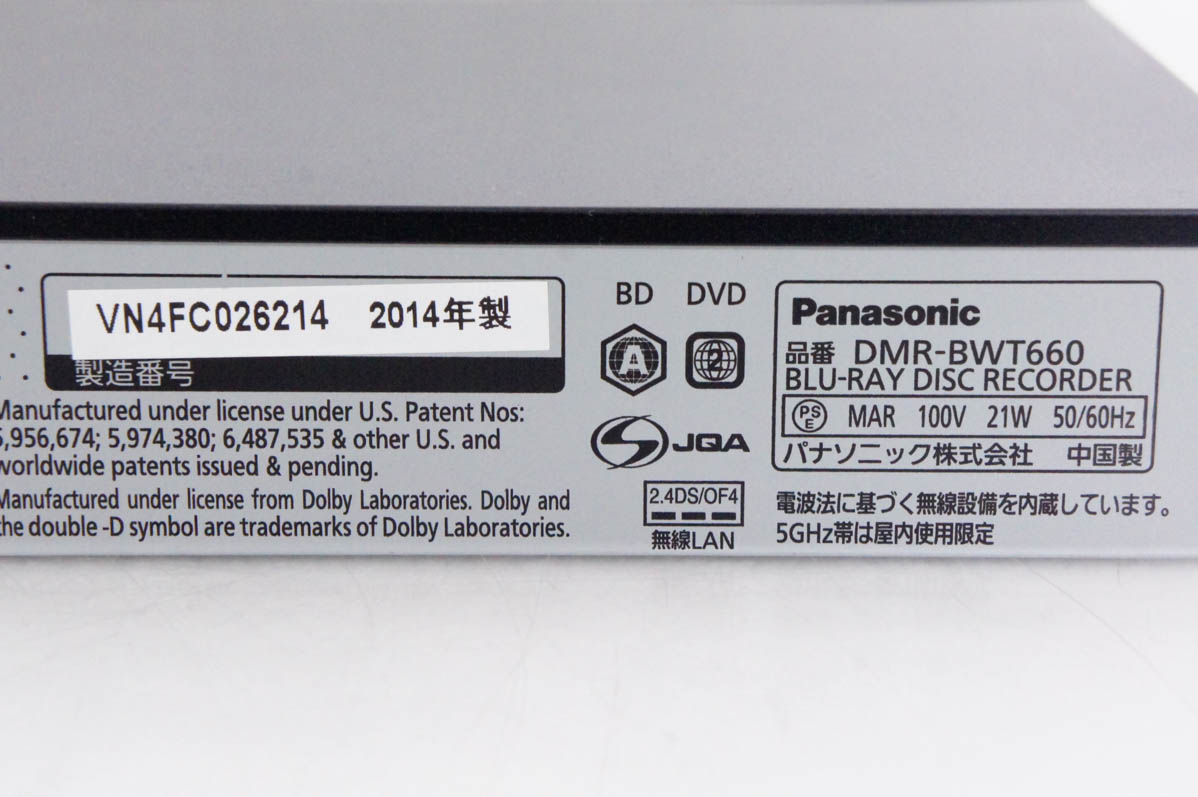 VN4FC026214 2014年製
製造番号
Manufactured under license under U.S. Patent Nos:
5,956,674; 5,974,380; 6,487,535 & other U.S. and
worldwide patents issued & pending.
Manufactured under license from Dolby Laboratories. Dolby and
the double -D symbol are trademarks of Dolby Laboratories.
BD DVD
A 2
JQA
2.4DS/OF4
無線LAN
Panasonic
品番 DMR-BWT660
BLU-RAY DISC RECORDER
PSE MAR 100V 21W 50/60Hz
パナソニック株式会社 中国製
電波法に基づく無線設備を内蔵しています。
5GHz帯は屋内使用限定